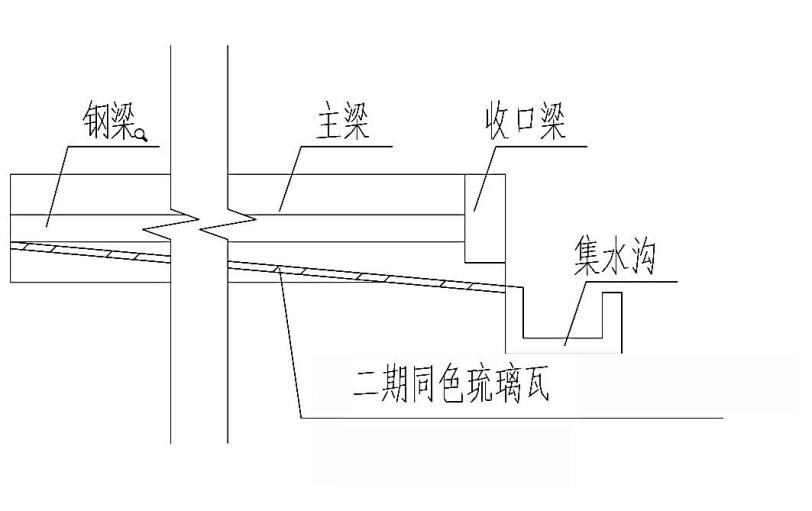 钢梁
主梁
收口梁
集水沟
二期同色琉璃瓦